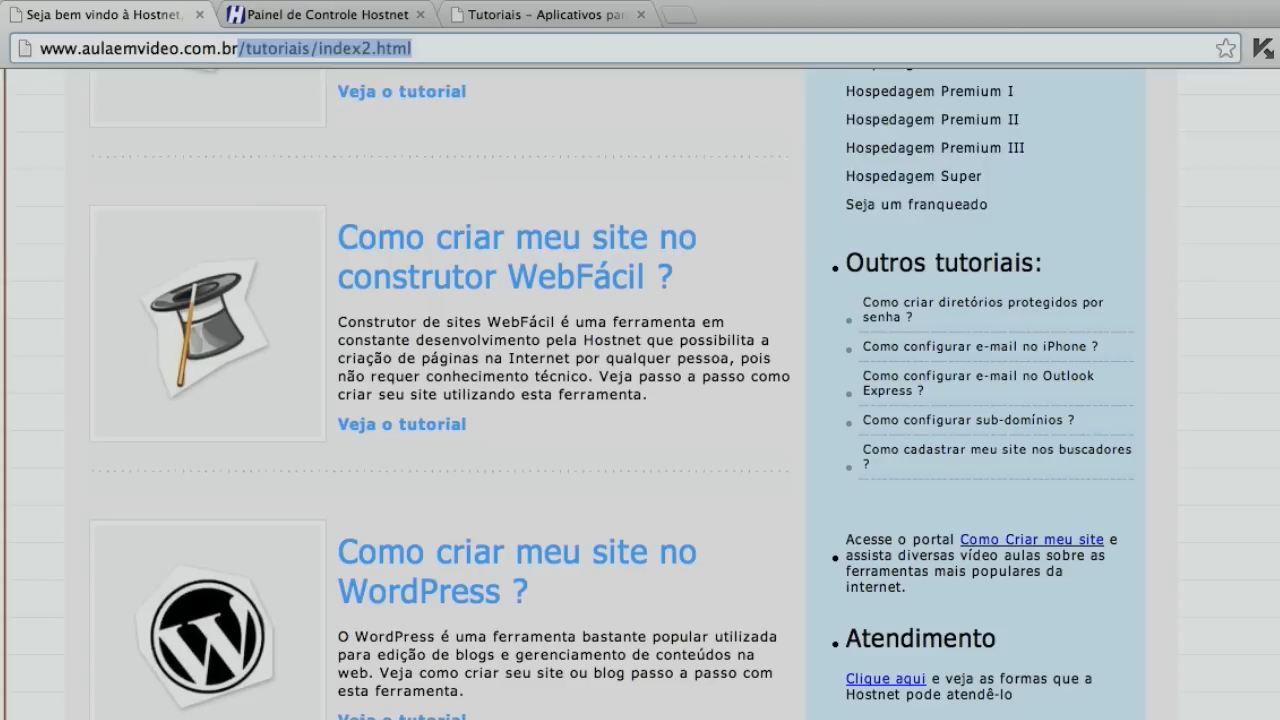 Seja bem vindo à Hostnet,
Painel de Controle Hostnet
Tutoriais – Aplicativos par
www.aulaemvideo.com.br/tutoriais/index2.html
Veja o tutorial
Como criar meu site no
construtor WebFácil ?
Construtor de sites WebFácil é uma ferramenta em
constante desenvolvimento pela Hostnet que possibilita a
criação de páginas na Internet por qualquer pessoa, pois
não requer conhecimento técnico. Veja passo a passo como
criar seu site utilizando esta ferramenta.
Veja o tutorial
Como criar meu site no
WordPress ?
O WordPress é uma ferramenta bastante popular utilizada
para edição de blogs e gerenciamento de conteúdos na
web. Veja como criar seu site ou blog passo a passo com
esta ferramenta.
Veja o tutorial
Hospedagem Premium I
Hospedagem Premium II
Hospedagem Premium III
Hospedagem Super
Seja um franqueado
Outros tutoriais:
Como criar diretórios protegidos por
senha ?
Como configurar e-mail no iPhone ?
Como configurar e-mail no Outlook
Express ?
Como configurar sub-domínios ?
Como cadastrar meu site nos buscadores
?
Acesse o portal Como Criar meu site e
assista diversas vídeo aulas sobre as
ferramentas mais populares da
internet.
Atendimento
Clique aqui e veja as formas que a
Hostnet pode atendê-lo